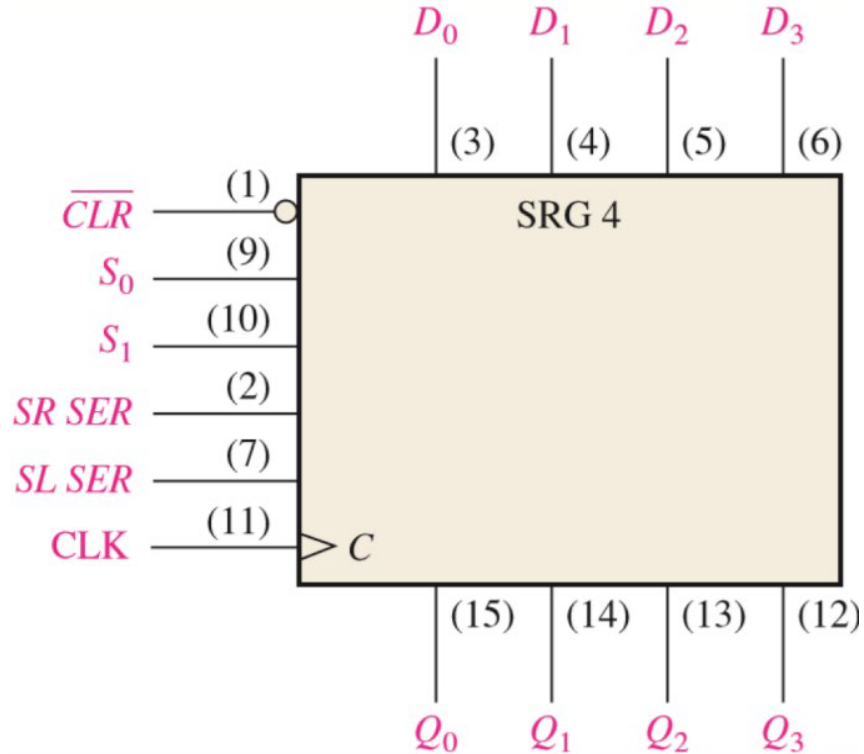 D₀ D₁ D₂ D₃
(3) (4) (5) (6)
(1)
C̅L̅R̅
SRG 4
(9)
S₀
(10)
S₁
(2)
SR SER
(7)
SL SER
(11)
CLK C
(15) (14) (13) (12)
Q₀ Q₁ Q₂ Q₃